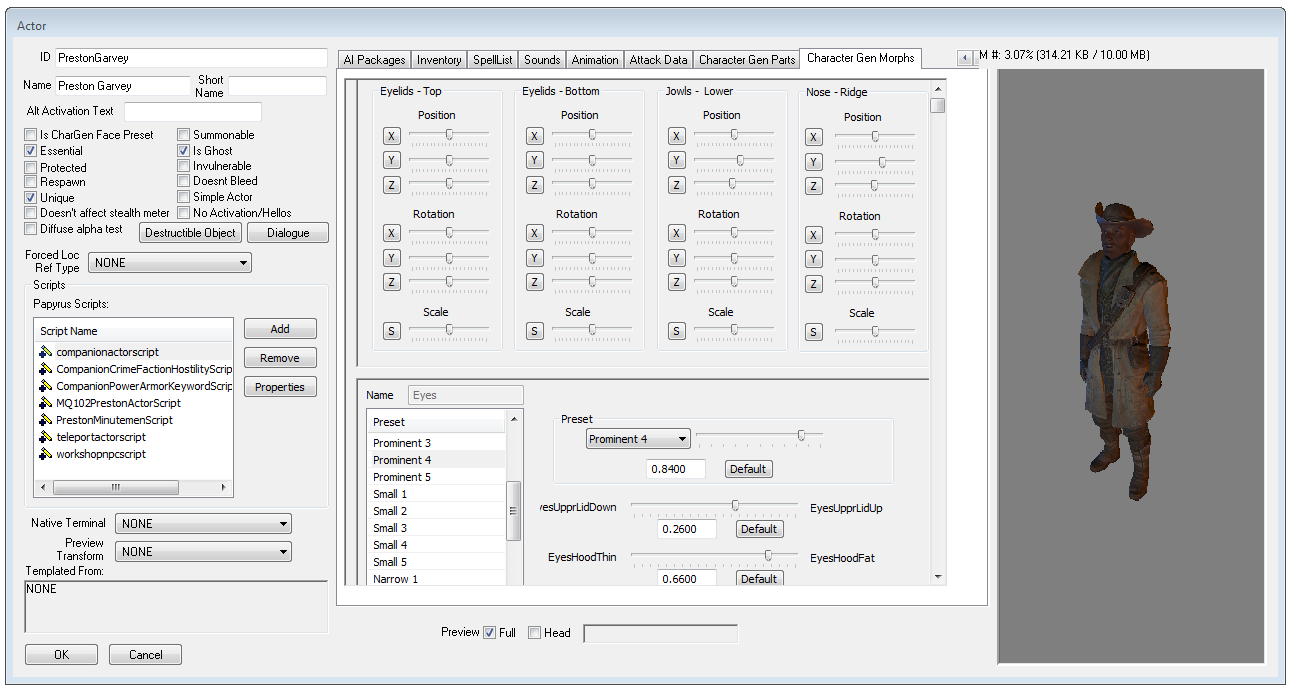 Actor
ID PrestonGarvey
Name Preston Garvey Short Name
Alt Activation Text
Is CharGen Face Preset Summonable
Essential Is Ghost
Protected Invulnerable
Respawn Doesnt Bleed
Unique Simple Actor
Doesn't affect stealth meter No Activation/Hellos
Diffuse alpha test Destructible Object Dialogue
Forced Loc Ref Type NONE
Scripts
Papyrus Scripts:
Script Name
companionactorscript
CompanionCrimeFactionHostilityScrip
CompanionPowerArmorKeywordScrip
MQ102PrestonActorScript
PrestonMinutemenScript
teleportactorscript
workshopnpcscript
Add
Remove
Properties
Native Terminal NONE
Preview Transform NONE
Templated From:
NONE
OK Cancel
AI Packages Inventory SpellList Sounds Animation Attack Data Character Gen Parts Character Gen Morphs
M #: 3.07% (314.21 KB / 10.00 MB)
Eyelids - Top Eyelids - Bottom Jowls - Lower Nose - Ridge
Position Position Position Position
X X X X
Y Y Y Y
Z Z Z Z
Rotation Rotation Rotation Rotation
X X X X
Y Y Y Y
Z Z Z Z
Scale Scale Scale Scale
S S S S
Name Eyes
Preset
Prominent 3
Prominent 4
Prominent 5
Small 1
Small 2
Small 3
Small 4
Small 5
Narrow 1
Preset
Prominent 4
0.8400 Default
yesUpprLidDown EyesUpprLidUp
0.2600 Default
EyesHoodThin EyesHoodFat
0.6600 Default
Preview Full Head